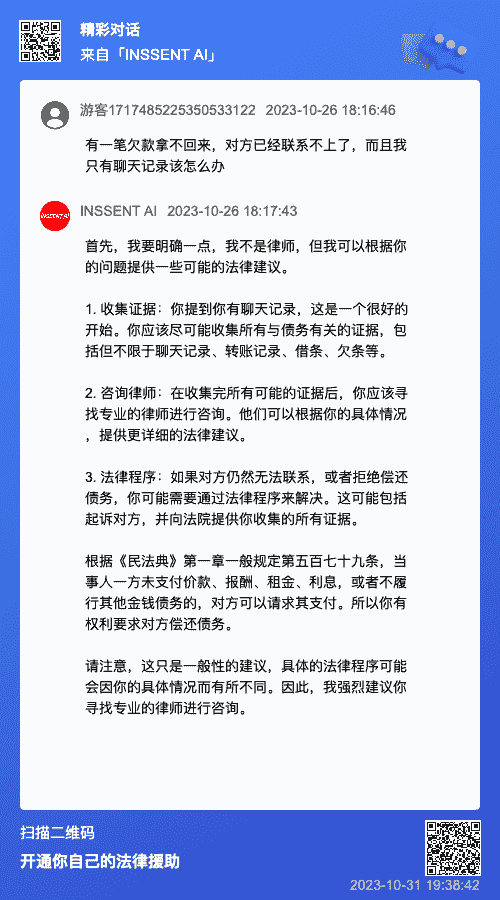 精彩对话
来自「INSSENT AI」
游客1717485225350533122 2023-10-26 18:16:46
有一笔欠款拿不回来，对方已经联系不上了，而且我
只有聊天记录该怎么办
INSSENT AI
INSSENT AI 2023-10-26 18:17:43
首先，我要明确一点，我不是律师，但我可以根据你
的问题提供一些可能的法律建议。
1. 收集证据：你提到你有聊天记录，这是一个很好的
开始。你应该尽可能收集所有与债务有关的证据，包
括但不限于聊天记录、转账记录、借条、欠条等。
2. 咨询律师：在收集完所有可能的证据后，你应该寻
找专业的律师进行咨询。他们可以根据你的具体情况
，提供更详细的法律建议。
3. 法律程序：如果对方仍然无法联系，或者拒绝偿还
债务，你可能需要通过法律程序来解决。这可能包括
起诉对方，并向法院提供你收集的所有证据。
根据《民法典》第一章一般规定第五百七十九条，当
事人一方未支付价款、报酬、租金、利息，或者不履
行其他金钱债务的，对方可以请求其支付。所以你有
权利要求对方偿还债务。
请注意，这只是一般性的建议，具体的法律程序可能
会因你的具体情况而有所不同。因此，我强烈建议你
寻找专业的律师进行咨询。
扫描二维码
开通你自己的法律援助
2023-10-31 19:38:42